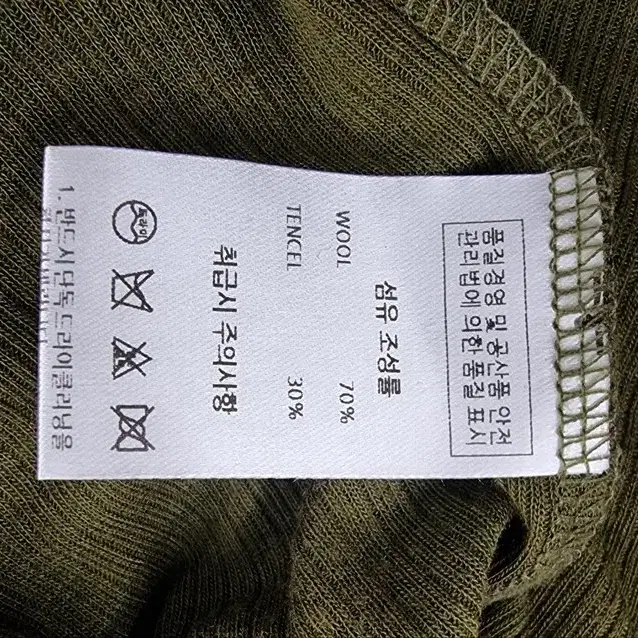 품질경영 및 공산품 안전
관리법에 의한 품질 표시
섬유 조성률
WOOL 70%
TENCEL 30%
취급시 주의사항
드라이
1. 반드시 단독 드라이클리닝을